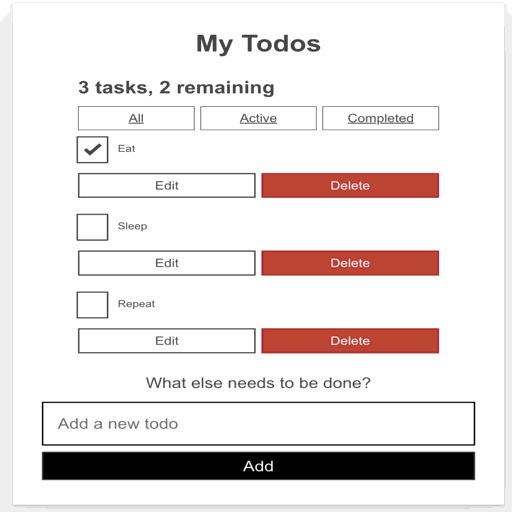 My Todos
3 tasks, 2 remaining
All Active Completed
Eat
Edit Delete
Sleep
Edit Delete
Repeat
Edit Delete
What else needs to be done?
Add a new todo
Add